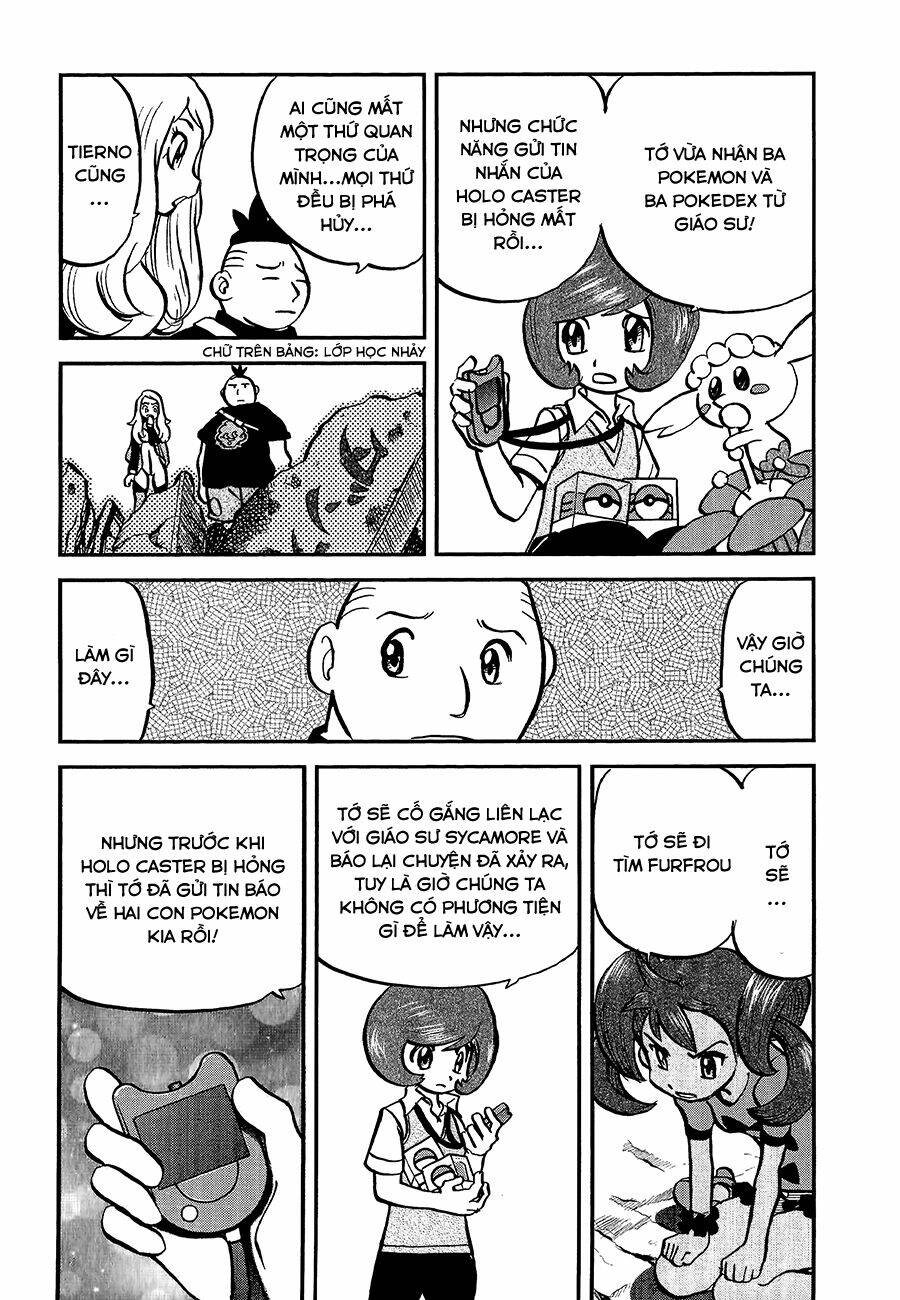 TỚ VỪA NHẬN BA
POKEMON VÀ
BA POKEDEX TỪ
GIÁO SƯ!
NHƯNG CHỨC
NĂNG GỬI TIN
NHẮN CỦA
HOLO CASTER
BỊ HỎNG MẤT
RỒI...
AI CŨNG MẤT
MỘT THỨ QUAN
TRỌNG CỦA
MÌNH...MỌI THỨ
ĐỀU BỊ PHÁ
HỦY...
TIERNO
CŨNG
...
CHỮ TRÊN BẢNG: LỚP HỌC NHẢY
VẬY GIỜ
CHÚNG
TA...
LÀM GÌ
ĐÂY...
TỚ
SẼ
...
TỚ SẼ ĐI
TÌM FURFROU
TỚ SẼ CỐ GẮNG LIÊN LẠC
VỚI GIÁO SƯ SYCAMORE VÀ
BÁO LẠI CHUYỆN ĐÃ XẢY RA,
TUY LÀ GIỜ CHÚNG TA
KHÔNG CÓ PHƯƠNG TIỆN
GÌ ĐỂ LÀM VẬY...
NHƯNG TRƯỚC KHI
HOLO CASTER BỊ HỎNG
THÌ TỚ ĐÃ GỬI TIN BÁO
VỀ HAI CON POKEMON
KIA RỒI!